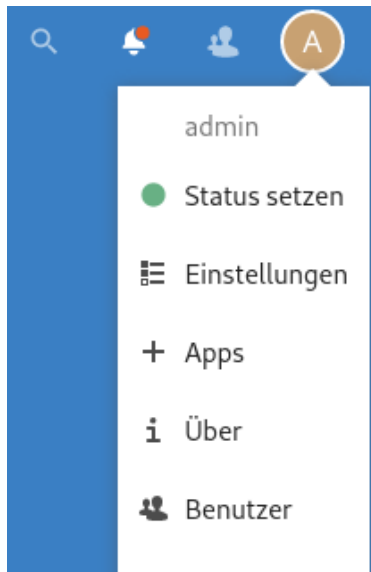 A
admin
Status setzen
Einstellungen
Apps
Über
Benutzer